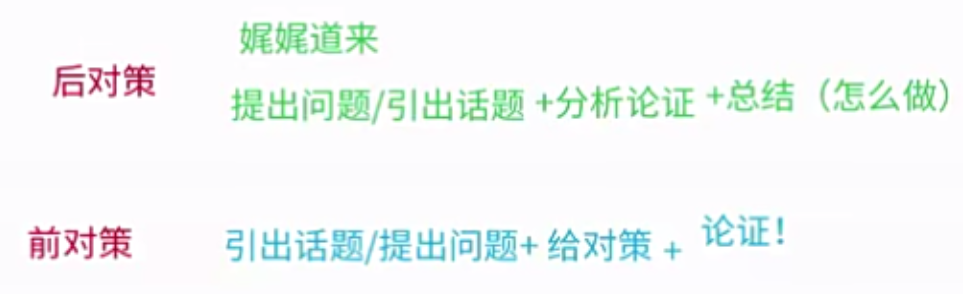 后对策
娓娓道来
提出问题/引出话题 +分析论证 +总结（怎么做）
前对策
引出话题/提出问题+ 给对策 + 论证！